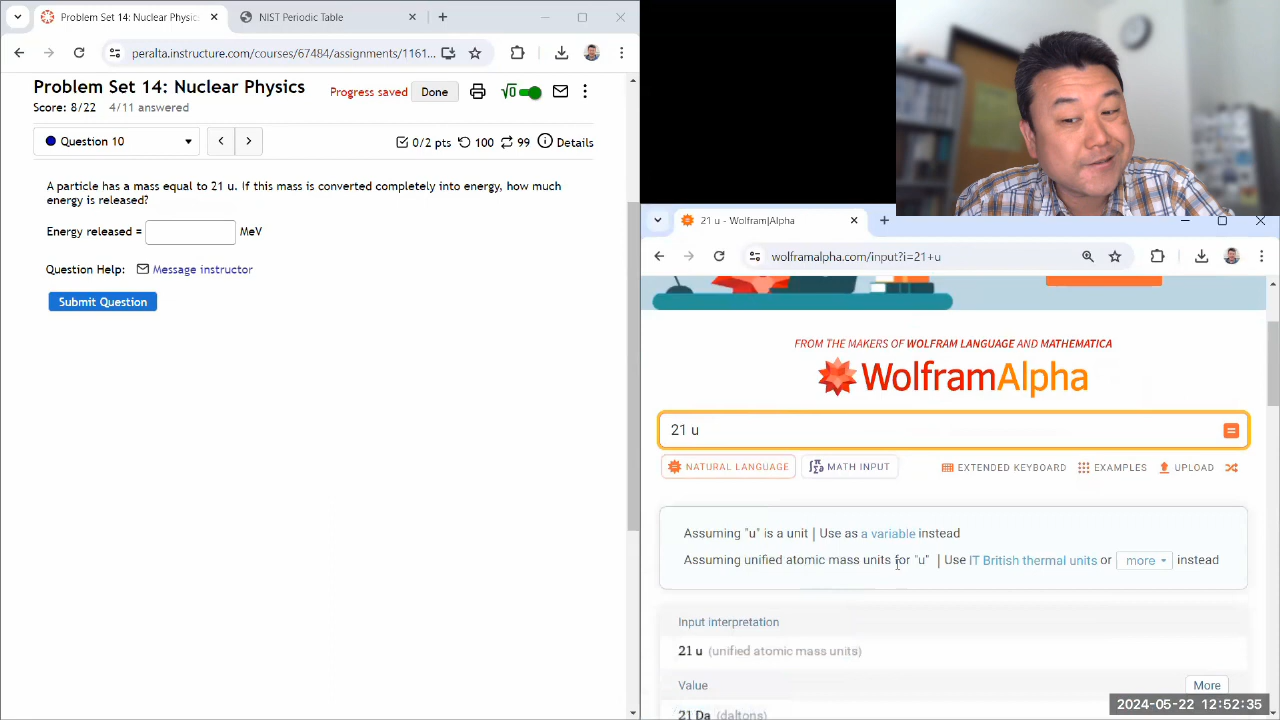 Problem Set 14: Nuclear Physic
NIST Periodic Table
peralta.instructure.com/courses/67484/assignments/1161...
Problem Set 14: Nuclear Physics
Progress saved
Done
√0
Score: 8/22 4/11 answered
Question 10
0/2 pts
100
99
Details
A particle has a mass equal to 21 u. If this mass is converted completely into energy, how much
energy is released?
Energy released =
MeV
Question Help:
Message instructor
Submit Question
21 u - Wolfram|Alpha
wolframalpha.com/input?i=21+u
FROM THE MAKERS OF WOLFRAM LANGUAGE AND MATHEMATICA
WolframAlpha
21 u
NATURAL LANGUAGE
MATH INPUT
EXTENDED KEYBOARD
EXAMPLES
UPLOAD
Assuming "u" is a unit | Use as a variable instead
Assuming unified atomic mass units for "u" | Use IT British thermal units or more instead
Input interpretation
21 u (unified atomic mass units)
Value
More
21 Da (daltons)
2024-05-22 12:52:35